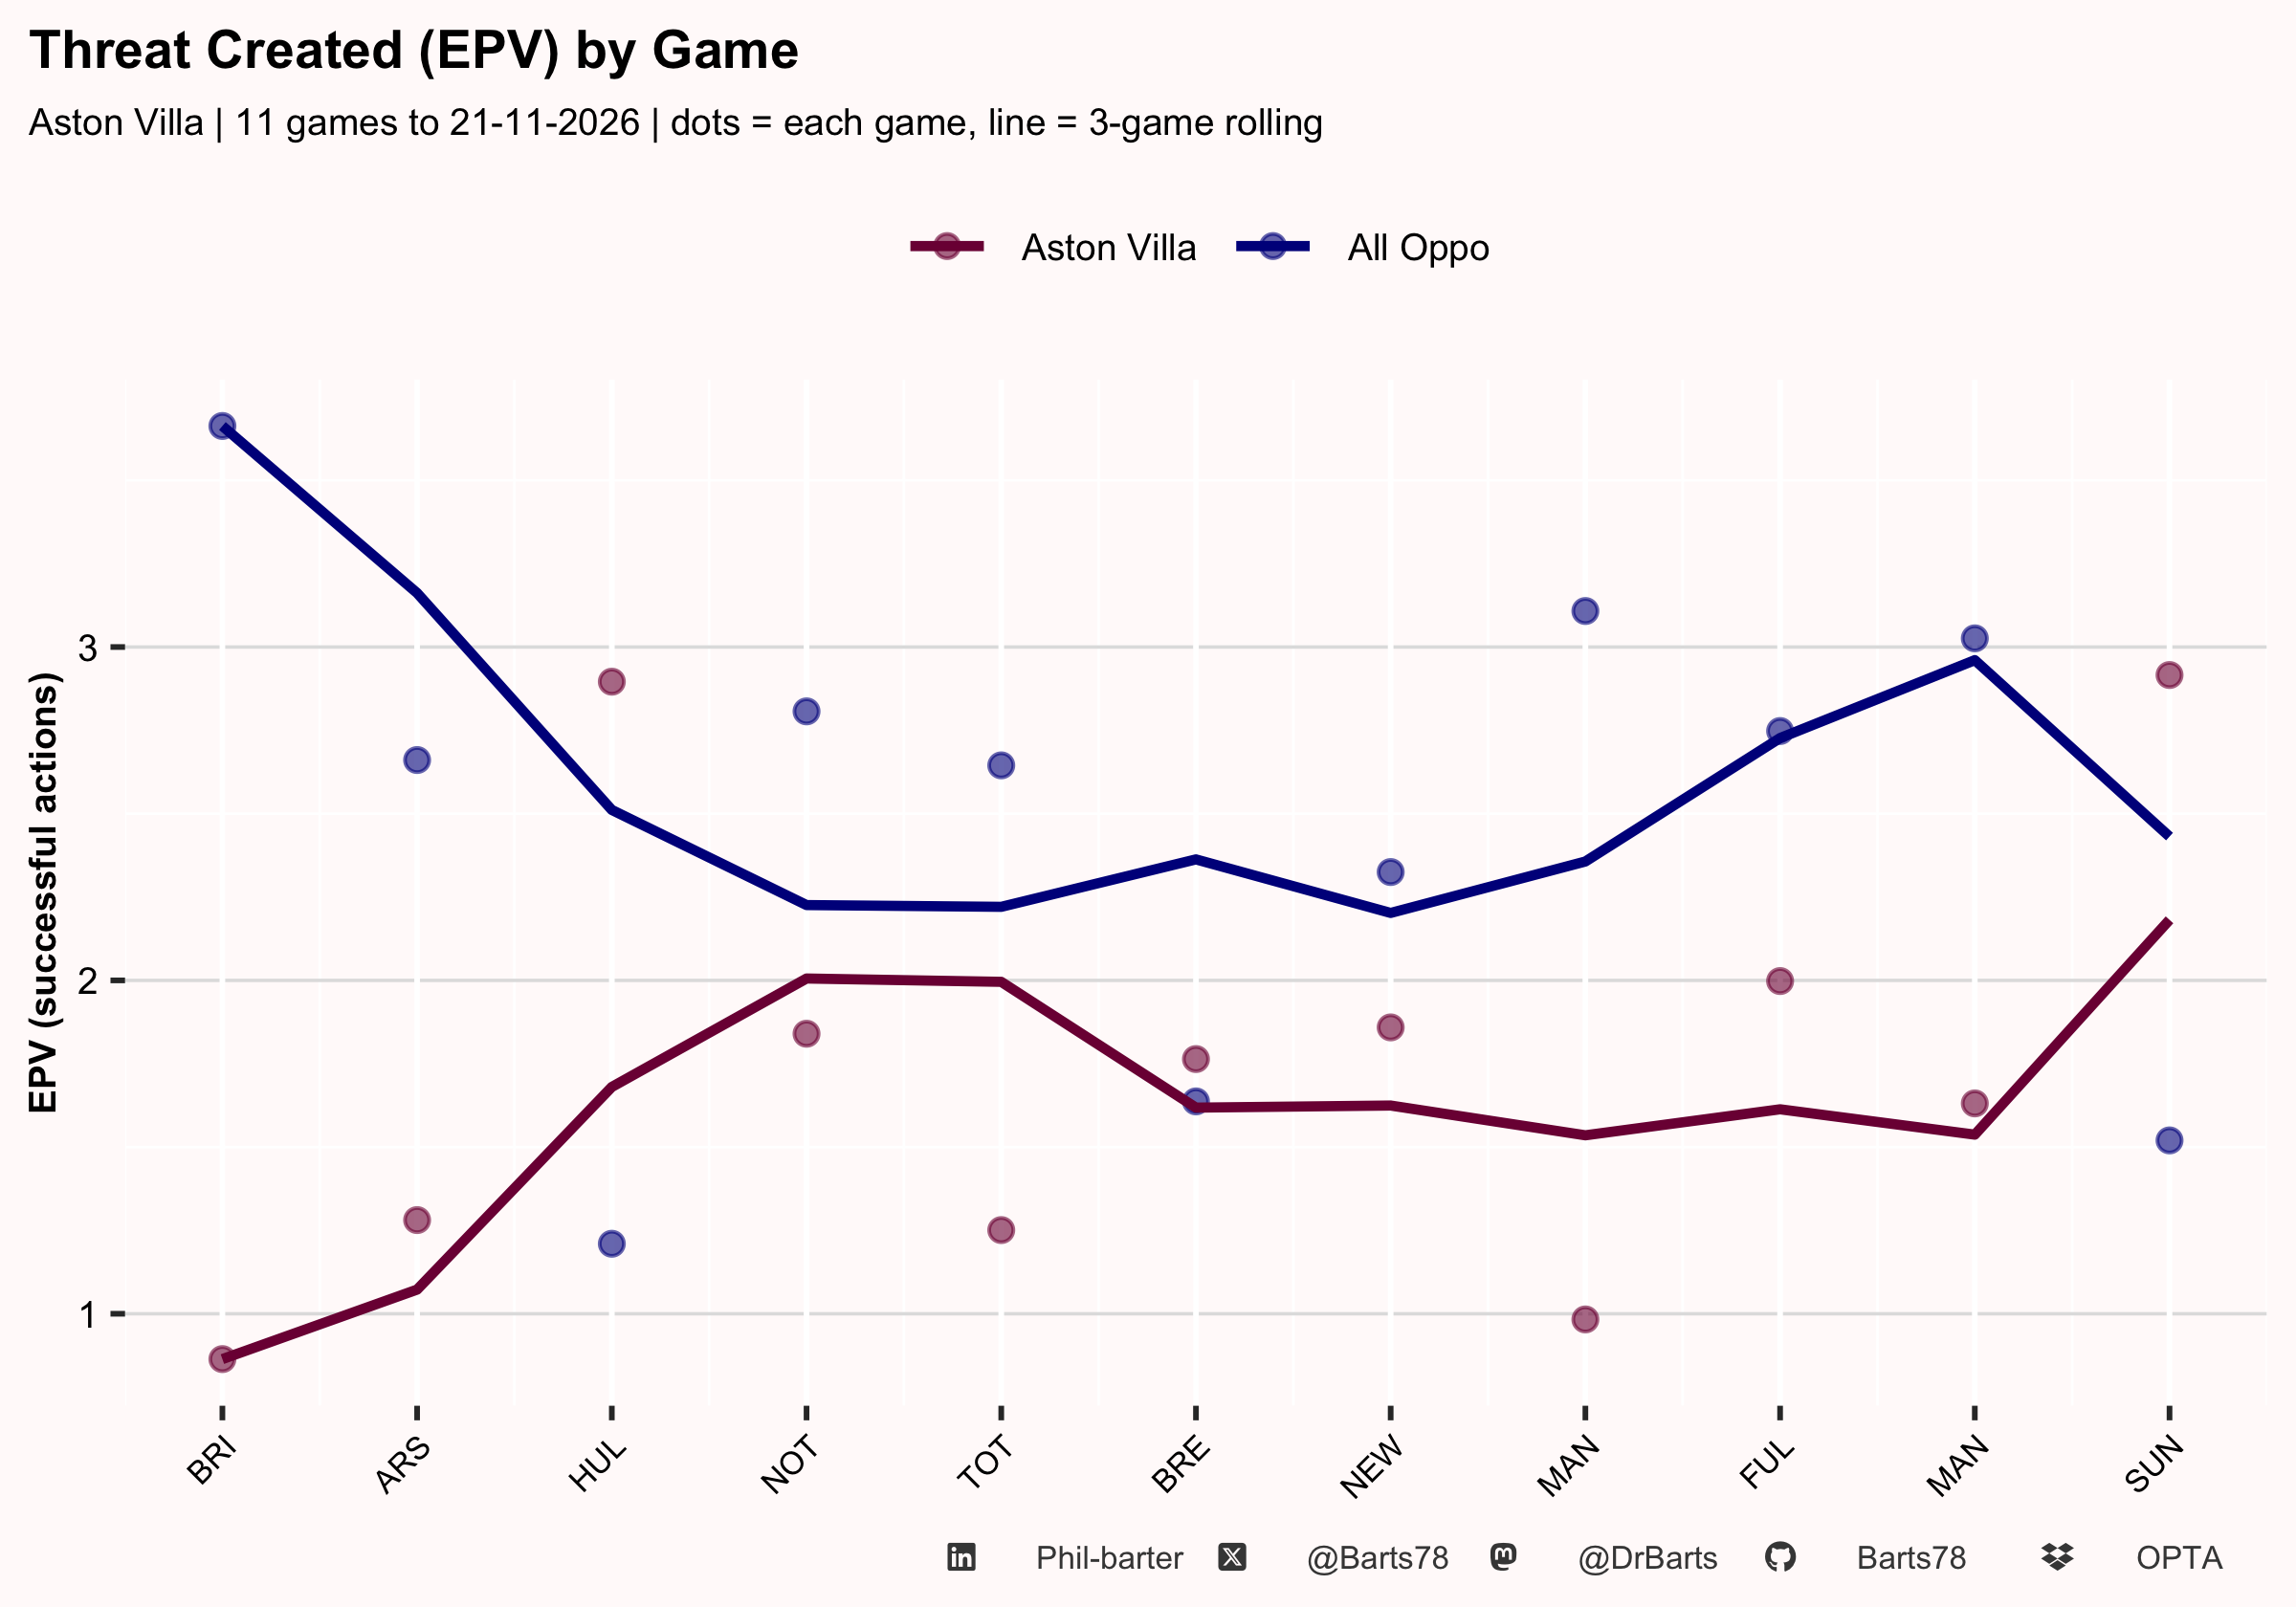 Threat Created (EPV) by Game
Aston Villa | 11 games to 21-11-2026 | dots = each game, line = 3-game rolling
Aston Villa All Oppo
EPV (successful actions)
3
2
1
BRI ARS HUL NOT TOT BRE NEW MAN FUL MAN SUN
Phil-barter @Barts78 @DrBarts Barts78 OPTA